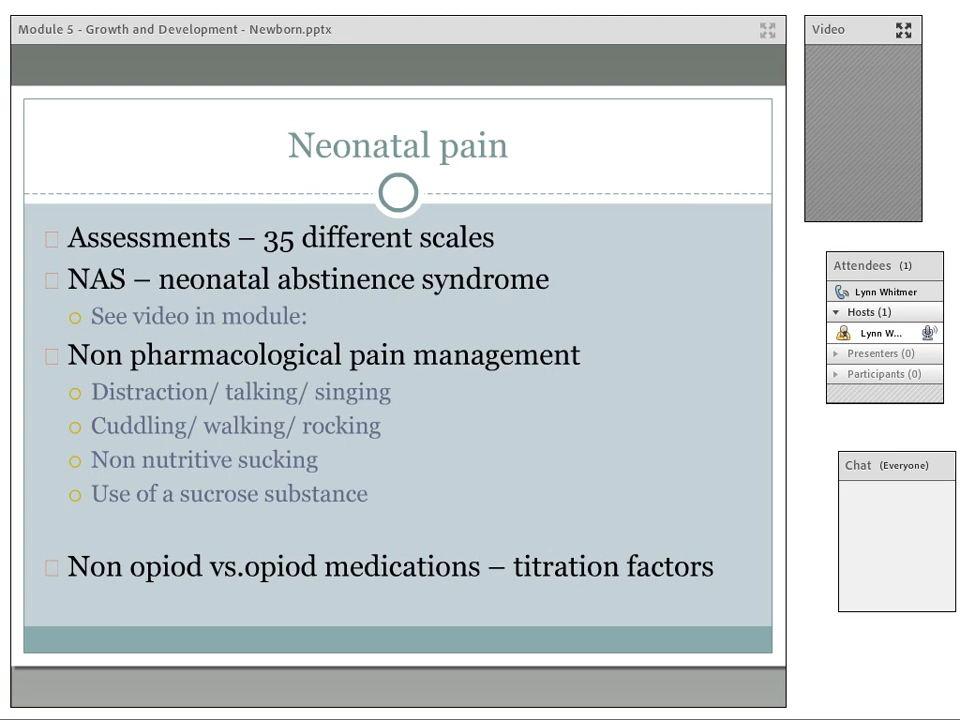 Module 5 - Growth and Development - Newborn.pptx
Neonatal pain
Assessments – 35 different scales
NAS – neonatal abstinence syndrome
See video in module:
Non pharmacological pain management
Distraction/ talking/ singing
Cuddling/ walking/ rocking
Non nutritive sucking
Use of a sucrose substance
Non opiod vs.opiod medications – titration factors
Video
Attendees (1)
Lynn Whitmer
Hosts (1)
Lynn W...
Presenters (0)
Participants (0)
Chat (Everyone)